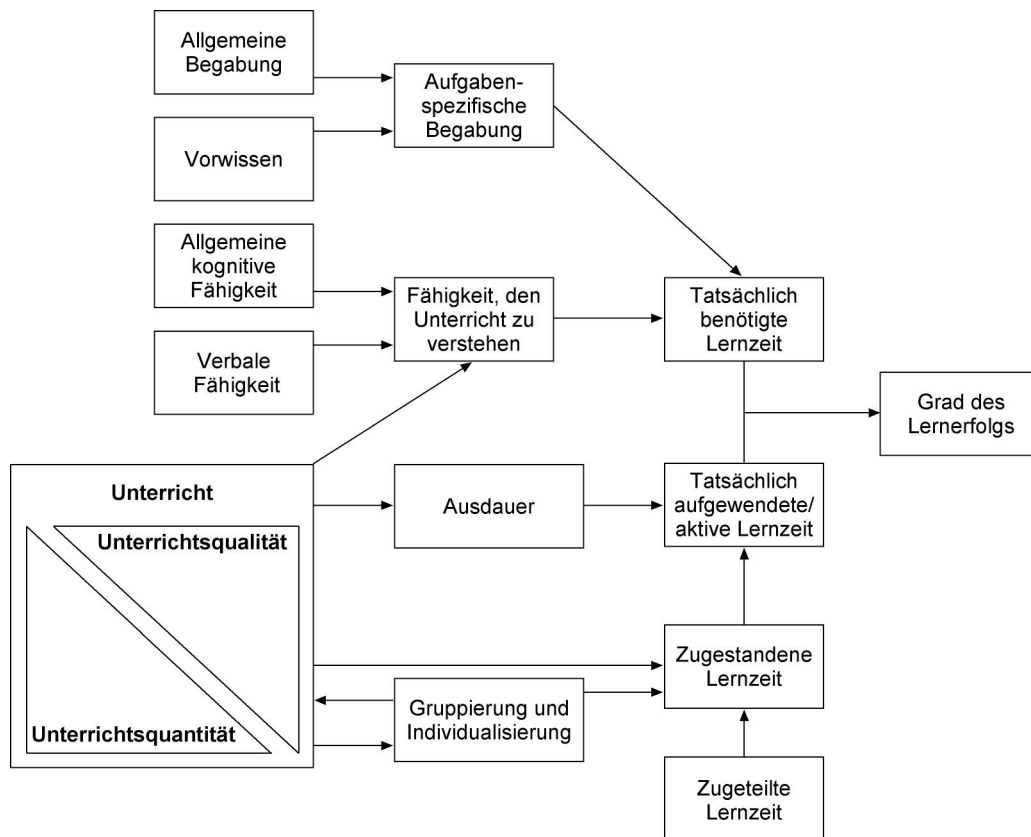 Allgemeine
Begabung
Aufgaben-
spezifische
Begabung
Vorwissen
Allgemeine
kognitive
Fähigkeit
Fähigkeit, den
Unterricht zu
verstehen
Tatsächlich
benötigte
Lernzeit
Verbale
Fähigkeit
Grad des
Lernerfolgs
Unterricht
Ausdauer
Tatsächlich
aufgewendete/
aktive Lernzeit
Unterrichtsqualität
Zugestandene
Lernzeit
Gruppierung und
Individualisierung
Unterrichtsquantität
Zugeteilte
Lernzeit